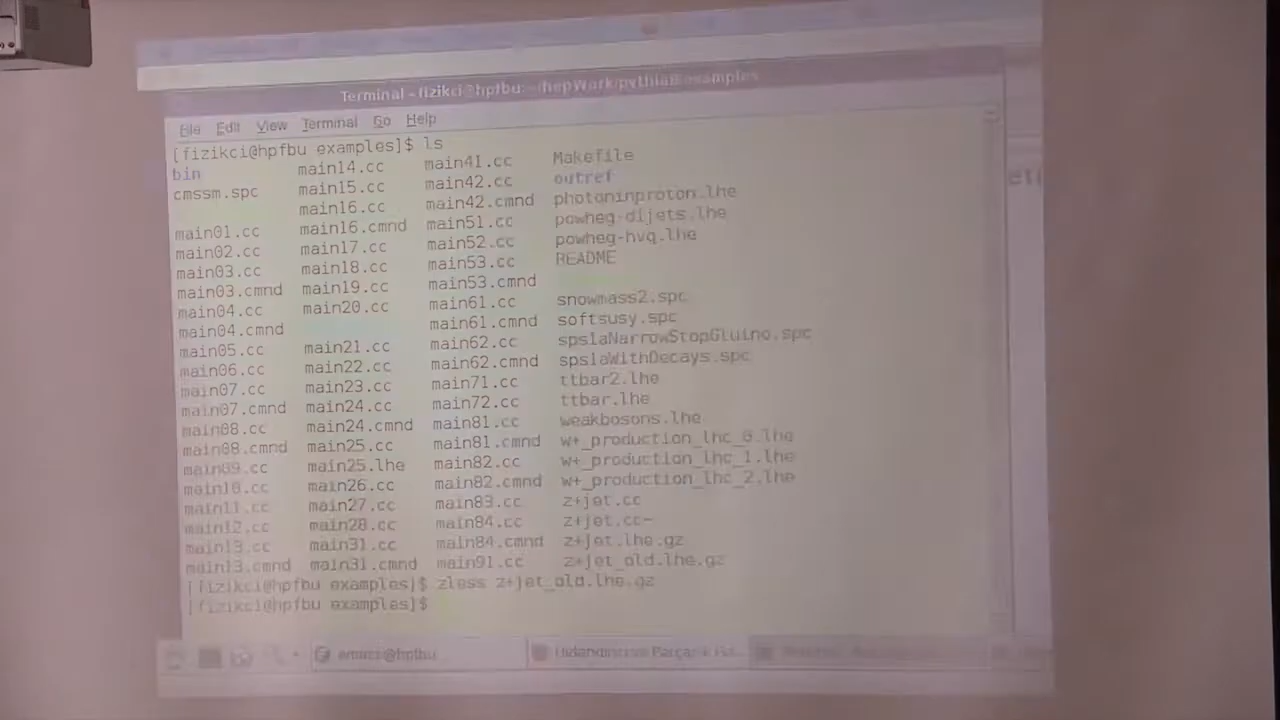 Terminal - fizikci@hpfbu:~/hepWork/pythia8/examples
File Edit View Terminal Go Help
[fizikci@hpfbu examples]$ ls
bin main14.cc main41.cc Makefile
cmssm.spc main15.cc main42.cc outref
main16.cc main42.cmnd photoninproton.lhe
main01.cc main16.cmnd main51.cc powheg-dijets.lhe
main02.cc main17.cc main52.cc powheg-hvq.lhe
main03.cc main18.cc main53.cc README
main03.cmnd main19.cc main53.cmnd
main04.cc main20.cc main61.cc snowmass2.spc
main04.cmnd main61.cmnd softsusy.spc
main05.cc main21.cc main62.cc sps1aNarrowStopGluino.spc
main06.cc main22.cc main62.cmnd sps1aWithDecays.spc
main07.cc main23.cc main71.cc ttbar2.lhe
main07.cmnd main24.cc main72.cc ttbar.lhe
main08.cc main24.cmnd main81.cc weakbosons.lhe
main08.cmnd main25.cc main81.cmnd w+_production_lhc_0.lhe
main09.cc main25.lhe main82.cc w+_production_lhc_1.lhe
main10.cc main26.cc main82.cmnd w+_production_lhc_2.lhe
main11.cc main27.cc main83.cc z+jet.cc
main12.cc main28.cc main84.cc z+jet.cc~
main13.cc main31.cc main84.cmnd z+jet.lhe.gz
main13.cmnd main31.cmnd main91.cc z+jet_old.lhe.gz
[fizikci@hpfbu examples]$ zless z+jet_old.lhe.gz
[fizikci@hpfbu examples]$